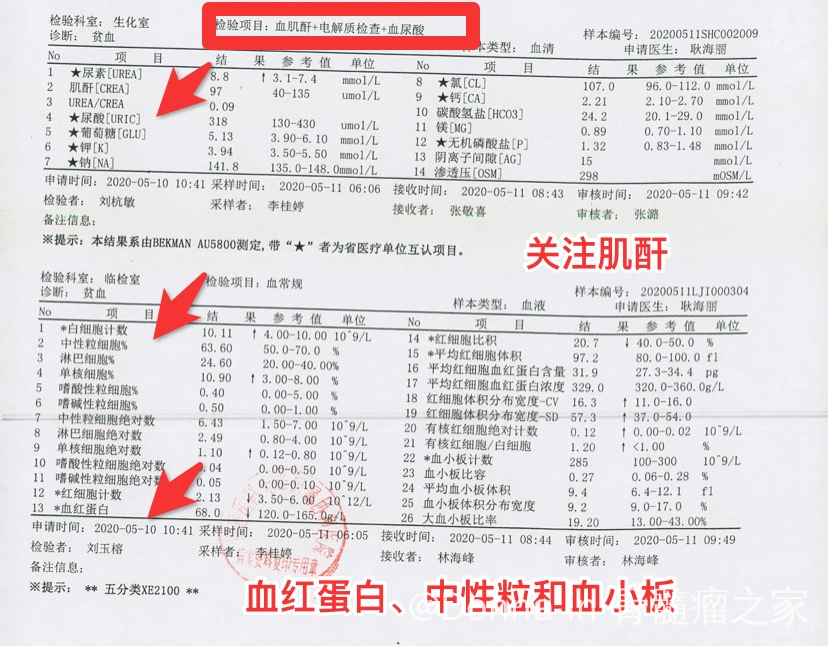 检验科室： 生化室 检验项目：血肌酐+电解质检查+血尿酸 样本编号：20200511SHC002009
诊断： 贫血 样本类型： 血清 申请医生：耿海丽
No 项 目 结 果 参 考 值 单位 No 项 目 结 果 参 考 值 单位
1 ★尿素[UREA] 8.8 ↑ 3.1-7.4 mmol/L 8 ★氯[CL] 107.0 96.0-112.0 mmol/L
2 肌酐[CREA] 97 40-135 umol/L 9 ★钙[CA] 2.21 2.10-2.70 mmol/L
3 UREA/CREA 0.09 10 碳酸氢盐[HCO3] 24.2 20.1-29.0 mmol/L
4 ★尿酸[URIC] 318 130-430 umol/L 11 镁[MG] 0.89 0.70-1.10 mmol/L
5 ★葡萄糖[GLU] 5.13 3.90-6.10 mmol/L 12 ★无机磷酸盐[P] 1.32 0.83-1.48 mmol/L
6 ★钾[K] 3.94 3.50-5.50 mmol/L 13 阴离子间隙[AG] 15 mmol/L
7 ★钠[NA] 141.8 135.0-148.0mmol/L 14 渗透压[OSM] 298 mOSM/L
申请时间： 2020-05-10 10:41 采样时间： 2020-05-11 06:06 接收时间： 2020-05-11 08:43 审核时间： 2020-05-11 09:42
检验者： 刘杭敏 采样者： 李桂婷 接收者： 张敬喜 审核者： 张潞
备注信息：
※提示：本结果系由BEKMAN AU5800测定,带“★”者为省医疗单位互认项目。
关注肌酐
检验科室： 临检室 检验项目：血常规 样本编号：20200511LJI000304
诊断： 贫血 样本类型： 血液 申请医生：耿海丽
No 项 目 结 果 参 考 值 单位 No 项 目 结 果 参 考 值 单位
1 *白细胞计数 10.11 ↑ 4.00-10.00 10^9/L 14 *红细胞比积 20.7 ↓ 40.0-50.0 %
2 中性粒细胞% 63.60 50.0-70.0 % 15 *平均红细胞体积 97.2 80.0-100.0 fl
3 淋巴细胞% 24.60 20.00-40.00% 16 平均红细胞血红蛋白含量 31.9 27.3-34.4 pg
4 单核细胞% 10.90 ↑ 3.00-8.00 % 17 平均红细胞血红蛋白浓度 329.0 320.0-360.0g/L
5 嗜酸性粒细胞% 0.40 0.00-5.00 % 18 红细胞体积分布宽度-CV 16.3 ↑ 11.0-16.0
6 嗜碱性粒细胞% 0.50 0.00-1.00 % 19 红细胞体积分布宽度-SD 57.3 ↑ 37.0-54.0
7 中性粒细胞绝对数 6.43 1.50-7.00 10^9/L 20 有核红细胞绝对计数 0.12 ↑ 0.00-0.02 10^9/L
8 淋巴细胞绝对数 2.49 0.80-4.00 10^9/L 21 有核红细胞/白细胞 1.20 ↑ <1.00 %
9 单核细胞绝对数 1.10 ↑ 0.12-0.80 10^9/L 22 *血小板计数 285 100-300 10^9/L
10 嗜酸性粒细胞绝对数 .04 0.00-0.50 10^9/L 23 血小板比容 0.27 0.06-0.28 %
11 嗜碱性粒细胞绝对数 0.05 0.00-0.10 10^9/L 24 平均血小板体积 9.4 6.4-12.1 fl
12 *红细胞计数 2.13 ↓ 3.50-6.00 10^12/L 25 血小板体积分布宽度 9.2 9.0-17.0 %
13 *血红蛋白 68.0 120.0-165.0g/L 26 大血小板比率 19.20 13.00-43.00%
申请时间： 2020-05-10 10:41 采样时间： 2020-05-11 06:05 接收时间： 2020-05-11 08:44 审核时间： 2020-05-11 09:49
检验者： 刘玉榕 采样者： 李桂婷 接收者： 林海峰 审核者： 林海峰
备注信息：
※提示： ** 五分类XE2100 **
血红蛋白、中性粒和血小板
骨髓瘤之家